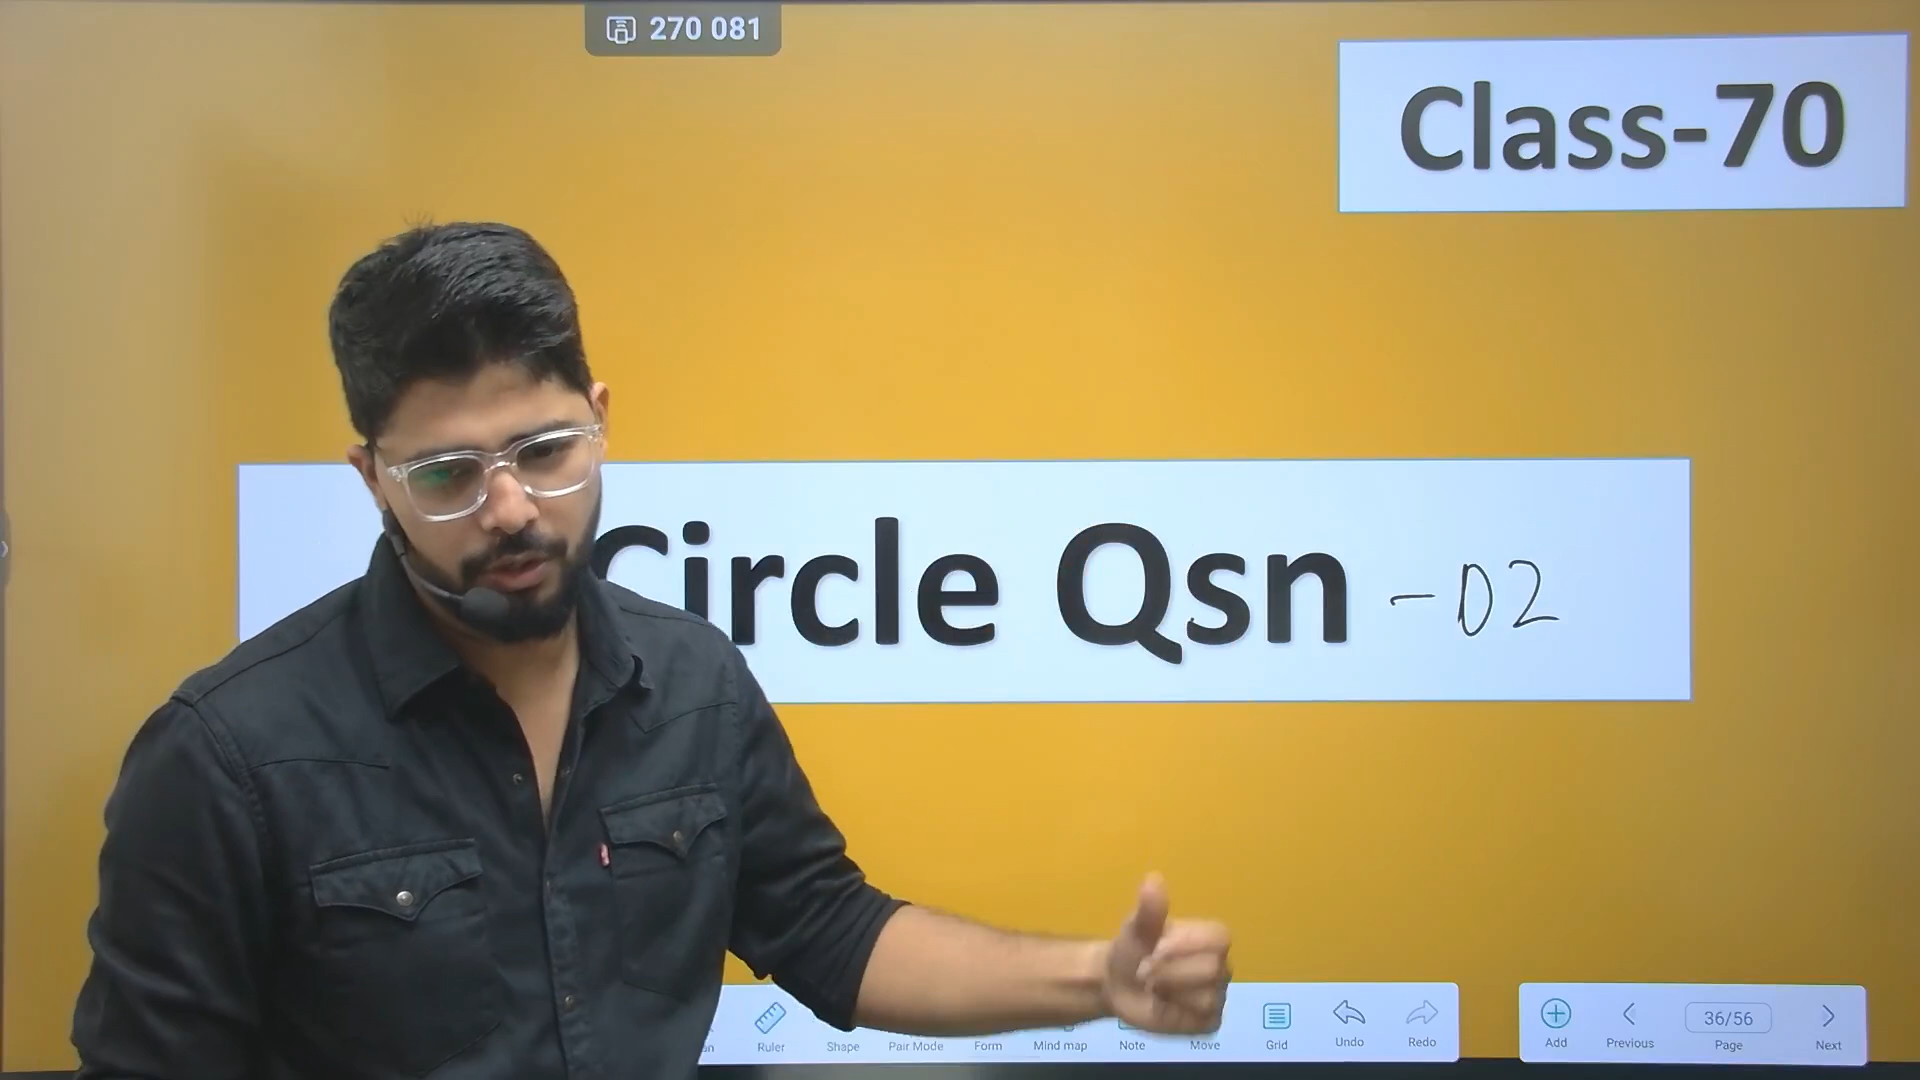 270 081
Class-70
Circle Qsn -02
Ruler
Shape
Pair Mode
Form
Mind map
Note
Move
Grid
Undo
Redo
Add
Previous
36/56
Page
Next